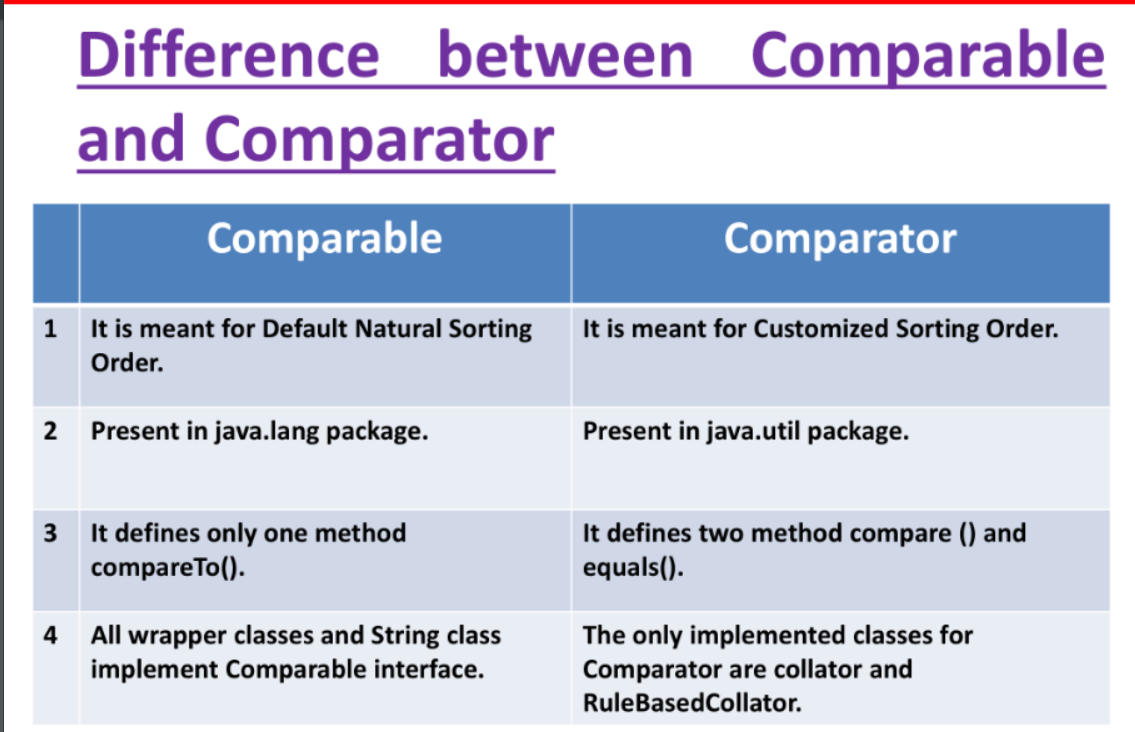 Difference between Comparable
and Comparator
Comparable
Comparator
1
It is meant for Default Natural Sorting
Order.
It is meant for Customized Sorting Order.
2
Present in java.lang package.
Present in java.util package.
3
It defines only one method
compareTo().
It defines two method compare () and
equals().
4
All wrapper classes and String class
implement Comparable interface.
The only implemented classes for
Comparator are collator and
RuleBasedCollator.